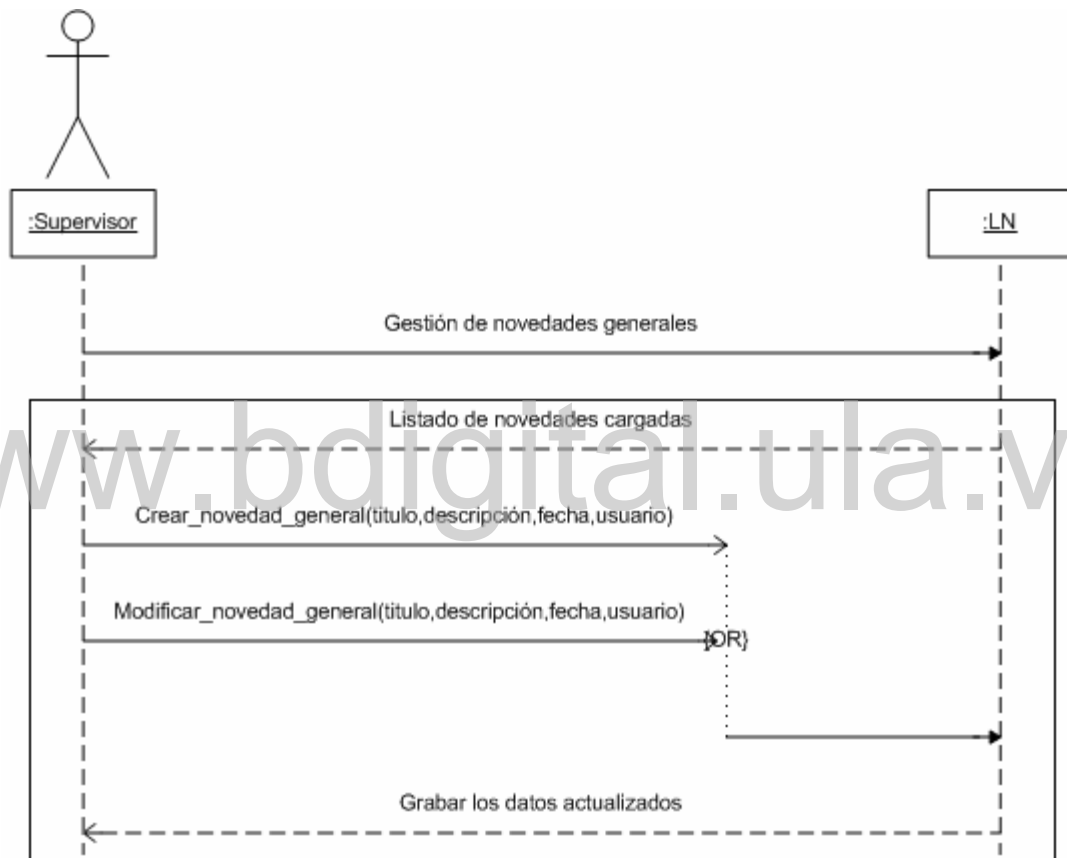 :Supervisor
:LN
Gestión de novedades generales
Listado de novedades cargadas
www.bdigital.ula.v
Crear_novedad_general(titulo,descripción,fecha,usuario)
Modificar_novedad_general(titulo,descripción,fecha,usuario)
{OR}
Grabar los datos actualizados